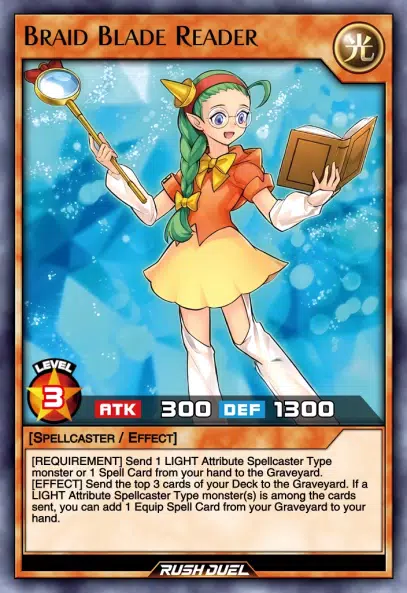 BRAID BLADE READER
光
LEVEL
3
ATK 300 DEF 1300
[SPELLCASTER / EFFECT]
[REQUIREMENT] Send 1 LIGHT Attribute Spellcaster Type
monster or 1 Spell Card from your hand to the Graveyard.
[EFFECT] Send the top 3 cards of your Deck to the Graveyard. If a
LIGHT Attribute Spellcaster Type monster(s) is among the cards
sent, you can add 1 Equip Spell Card from your Graveyard to your
hand.
RUSH DUEL